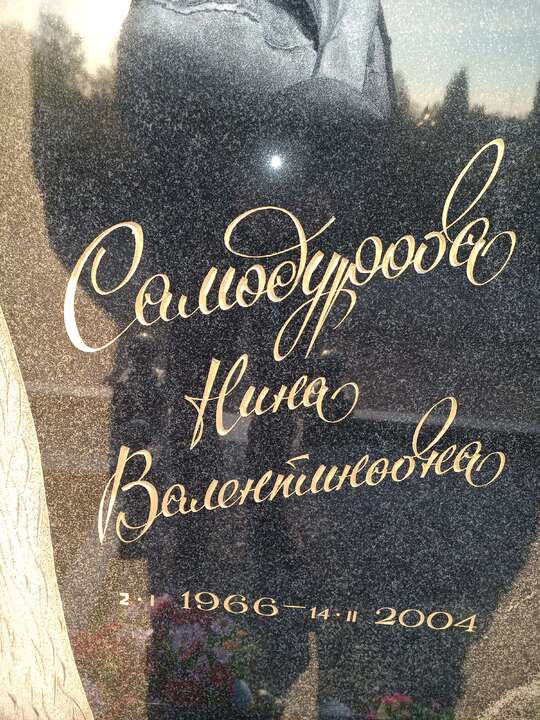 Самодурова
Нина
Валентиновна
2·I 1966–14·II 2004